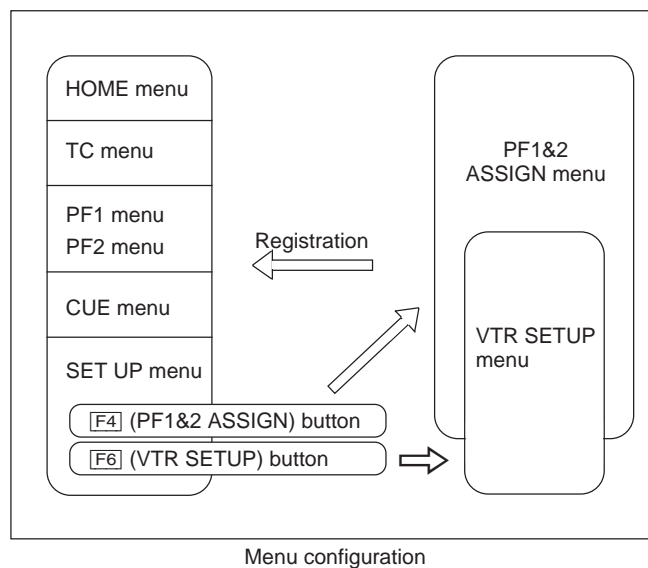 HOME menu
TC menu
PF1 menu
PF2 menu
CUE menu
SET UP menu
F4 (PF1&2 ASSIGN) button
F6 (VTR SETUP) button
Registration
PF1&2
ASSIGN menu
VTR SETUP
menu
Menu configuration